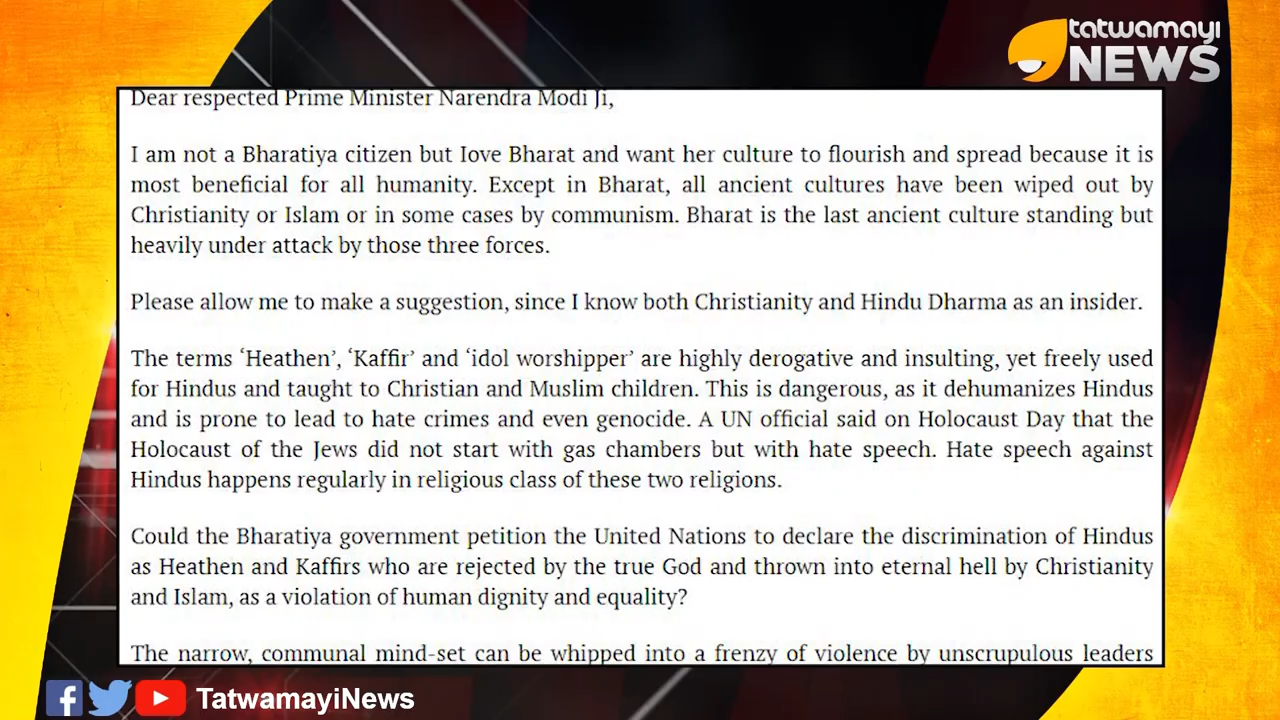 tatwamayi
NEWS
Dear respected Prime Minister Narendra Modi Ji,
I am not a Bharatiya citizen but Iove Bharat and want her culture to flourish and spread because it is
most beneficial for all humanity. Except in Bharat, all ancient cultures have been wiped out by
Christianity or Islam or in some cases by communism. Bharat is the last ancient culture standing but
heavily under attack by those three forces.
Please allow me to make a suggestion, since I know both Christianity and Hindu Dharma as an insider.
The terms ‘Heathen’, ‘Kaffir’ and ‘idol worshipper’ are highly derogative and insulting, yet freely used
for Hindus and taught to Christian and Muslim children. This is dangerous, as it dehumanizes Hindus
and is prone to lead to hate crimes and even genocide. A UN official said on Holocaust Day that the
Holocaust of the Jews did not start with gas chambers but with hate speech. Hate speech against
Hindus happens regularly in religious class of these two religions.
Could the Bharatiya government petition the United Nations to declare the discrimination of Hindus
as Heathen and Kaffirs who are rejected by the true God and thrown into eternal hell by Christianity
and Islam, as a violation of human dignity and equality?
The narrow, communal mind-set can be whipped into a frenzy of violence by unscrupulous leaders
TatwamayiNews